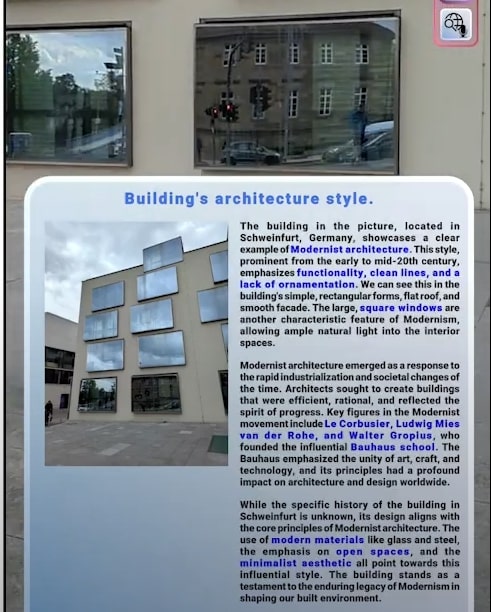 Building's architecture style.
The building in the picture, located in
Schweinfurt, Germany, showcases a clear
example of Modernist architecture. This style,
prominent from the early to mid-20th century,
emphasizes functionality, clean lines, and a
lack of ornamentation. We can see this in the
building's simple, rectangular forms, flat roof, and
smooth facade. The large, square windows are
another characteristic feature of Modernism,
allowing ample natural light into the interior
spaces.
Modernist architecture emerged as a response to
the rapid industrialization and societal changes of
the time. Architects sought to create buildings
that were efficient, rational, and reflected the
spirit of progress. Key figures in the Modernist
movement include Le Corbusier, Ludwig Mies
van der Rohe, and Walter Gropius, who
founded the influential Bauhaus school. The
Bauhaus emphasized the unity of art, craft, and
technology, and its principles had a profound
impact on architecture and design worldwide.
While the specific history of the building in
Schweinfurt is unknown, its design aligns with
the core principles of Modernist architecture. The
use of modern materials like glass and steel,
the emphasis on open spaces, and the
minimalist aesthetic all point towards this
influential style. The building stands as a
testament to the enduring legacy of Modernism in
shaping our built environment.